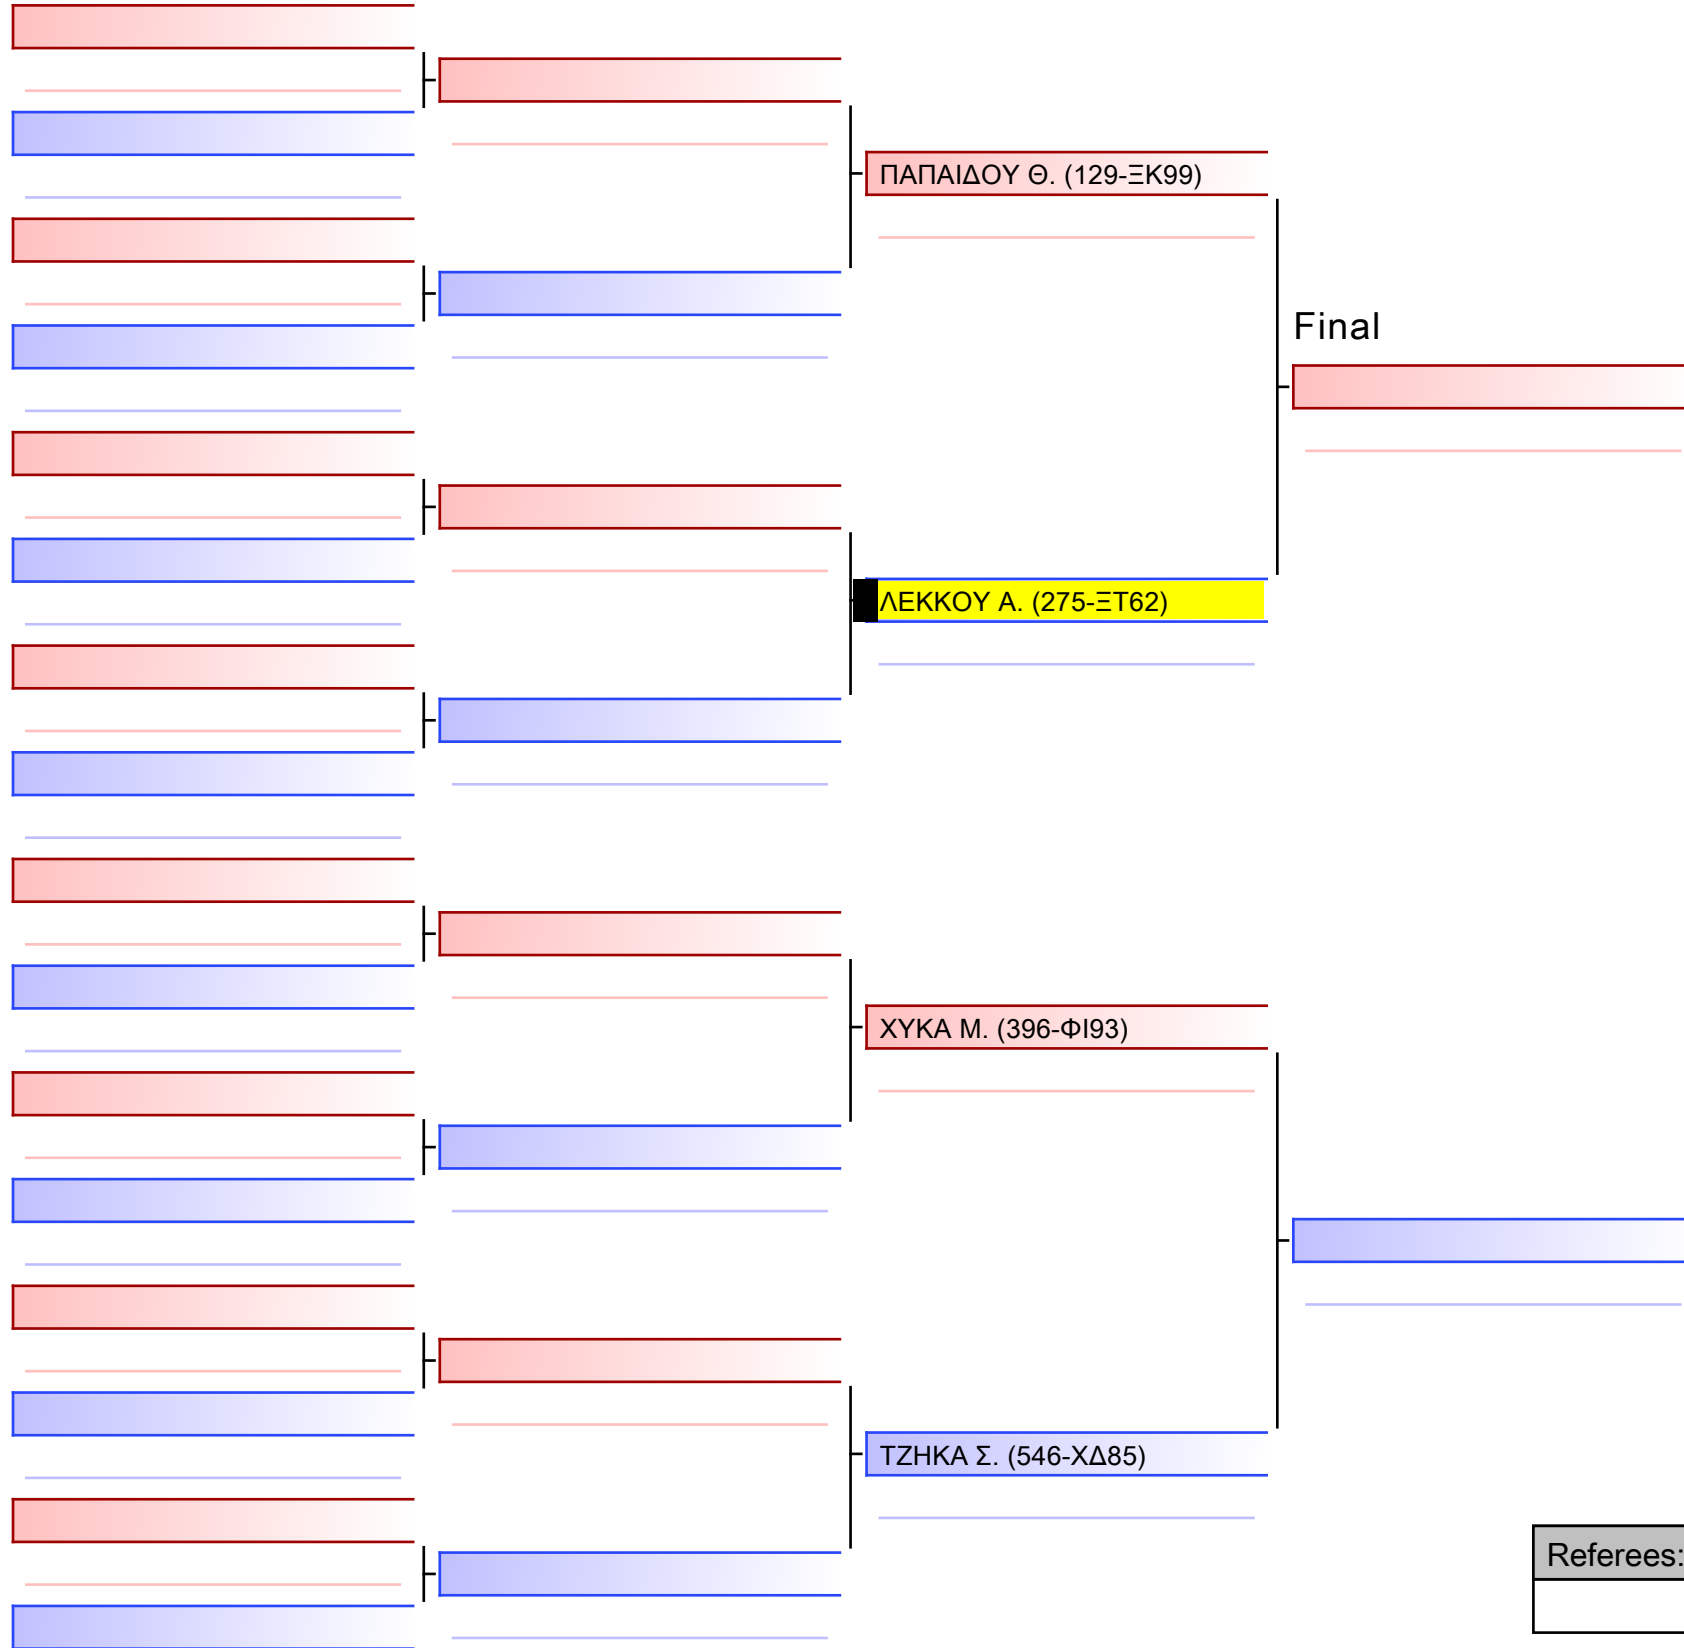 ΠΑΠΑΙΔΟΥ Θ. (129-ΞΚ99)
Final
ΛΕΚΚΟΥ Α. (275-ΞΤ62)
ΧΥΚΑ Μ. (396-ΦΙ93)
ΤΖΗΚΑ Σ. (546-ΧΔ85)
Referees: